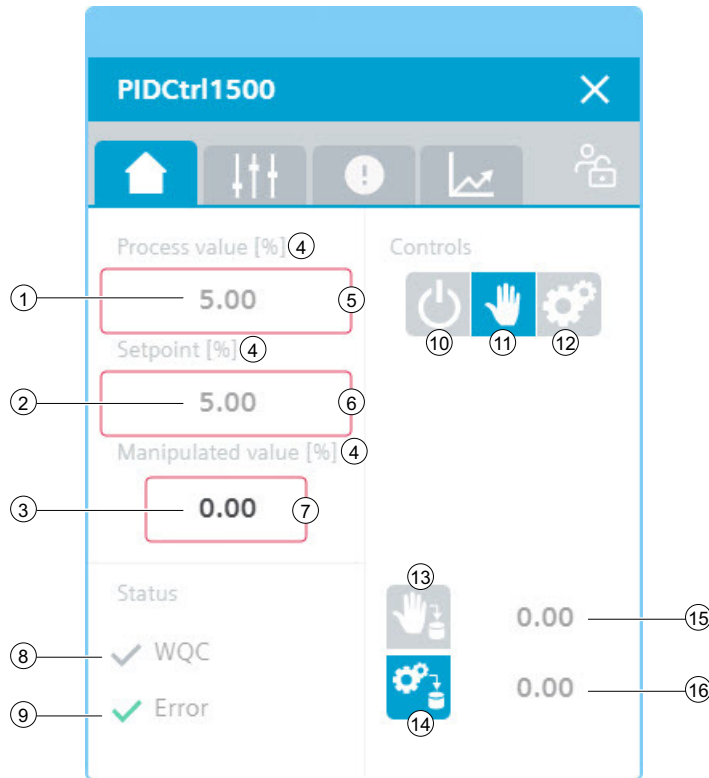 PIDCtrl1500
Process value [%] 4
1 5.00 5
Setpoint [%] 4
2 5.00 6
Manipulated value [%] 4
3 0.00 7
Status
8 WQC
9 Error
Controls
10 11 12
13
0.00 15
0.00 16
14